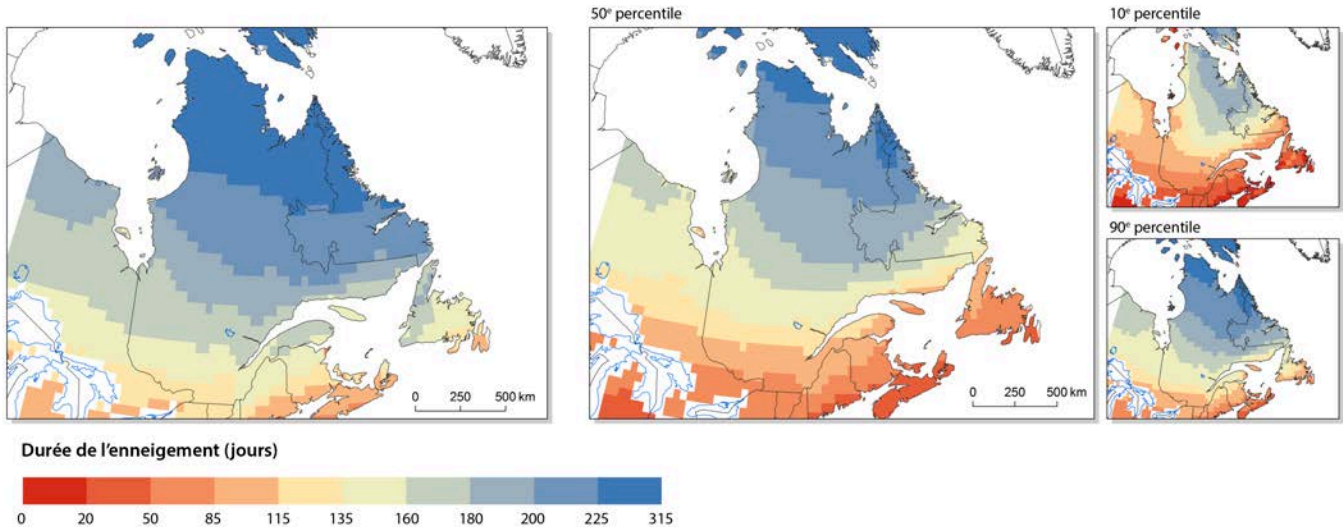 50ᵉ percentile
10ᵉ percentile
0 250 500 km
0 250 500 km
90ᵉ percentile
Durée de l'enneigement (jours)
0 20 50 85 115 135 160 180 200 225 315